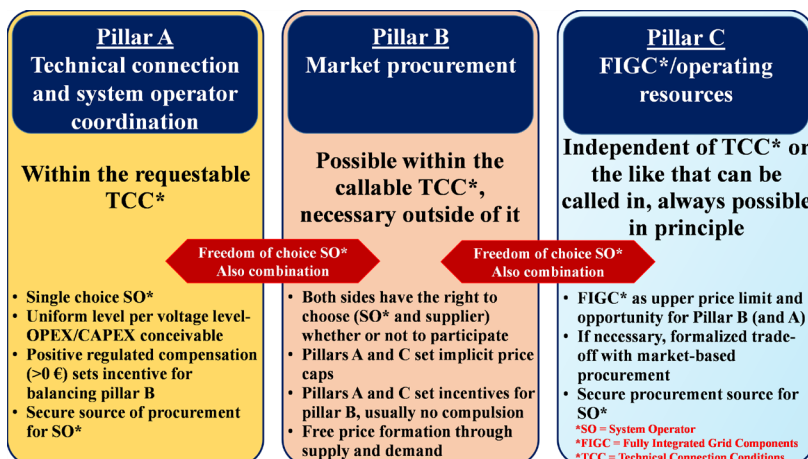 Pillar A
Technical connection
and system operator
coordination
Within the requestable
TCC*
Pillar B
Market procurement
Possible within the
callable TCC*,
necessary outside of it
Pillar C
FIGC*/operating
resources
Independent of TCC* or
the like that can be
called in, always possible
in principle
Freedom of choice SO*
Also combination
Freedom of choice SO*
Also combination
• Single choice SO*
• Uniform level per voltage level-
OPEX/CAPEX conceivable
• Positive regulated compensation
(>0 €) sets incentive for
balancing pillar B
• Secure source of procurement
for SO*
• Both sides have the right to
choose (SO* and supplier)
whether or not to participate
• Pillars A and C set implicit price
caps
• Pillars A and C set incentives for
pillar B, usually no compulsion
• Free price formation through
supply and demand
• FIGC* as upper price limit and
opportunity for Pillar B (and A)
• If necessary, formalized trade-
off with market-based
procurement
• Secure procurement source for
SO*
*SO = System Operator
*FIGC = Fully Integrated Grid Components
*TCC = Technical Connection Conditions